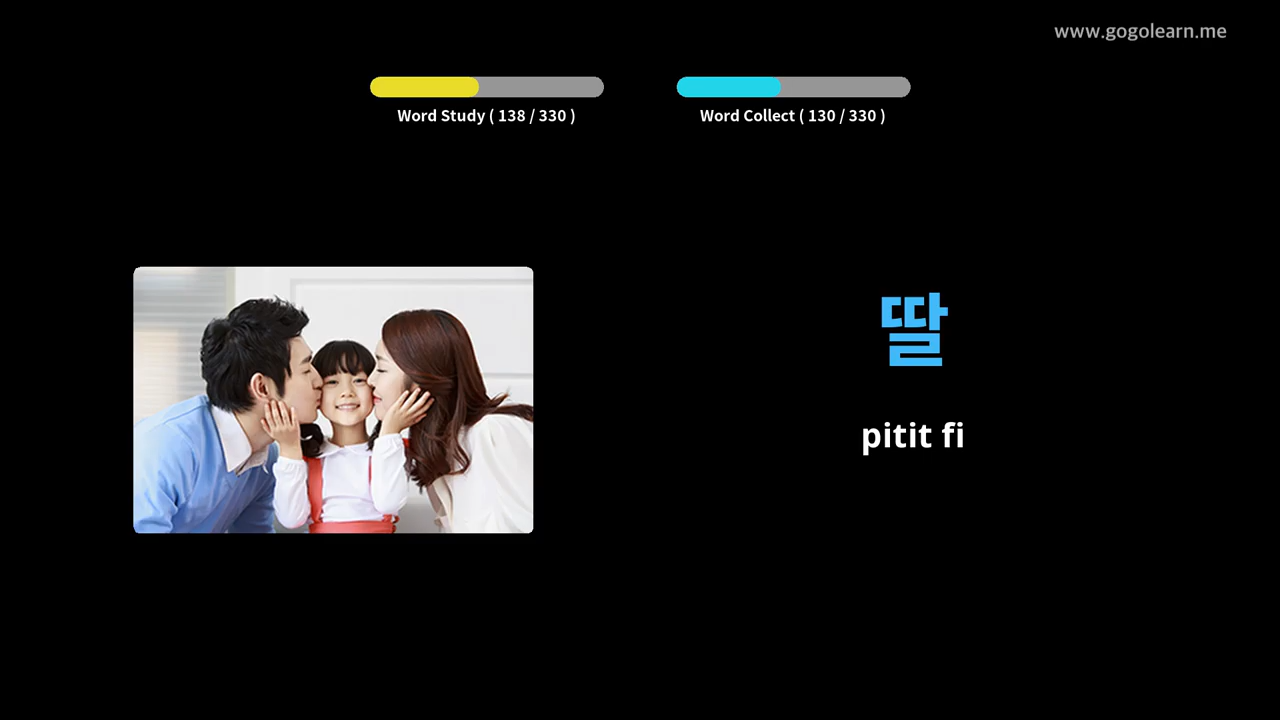 www.gogolearn.me
Word Study ( 138 / 330 )
Word Collect ( 130 / 330 )
딸
pitit fi